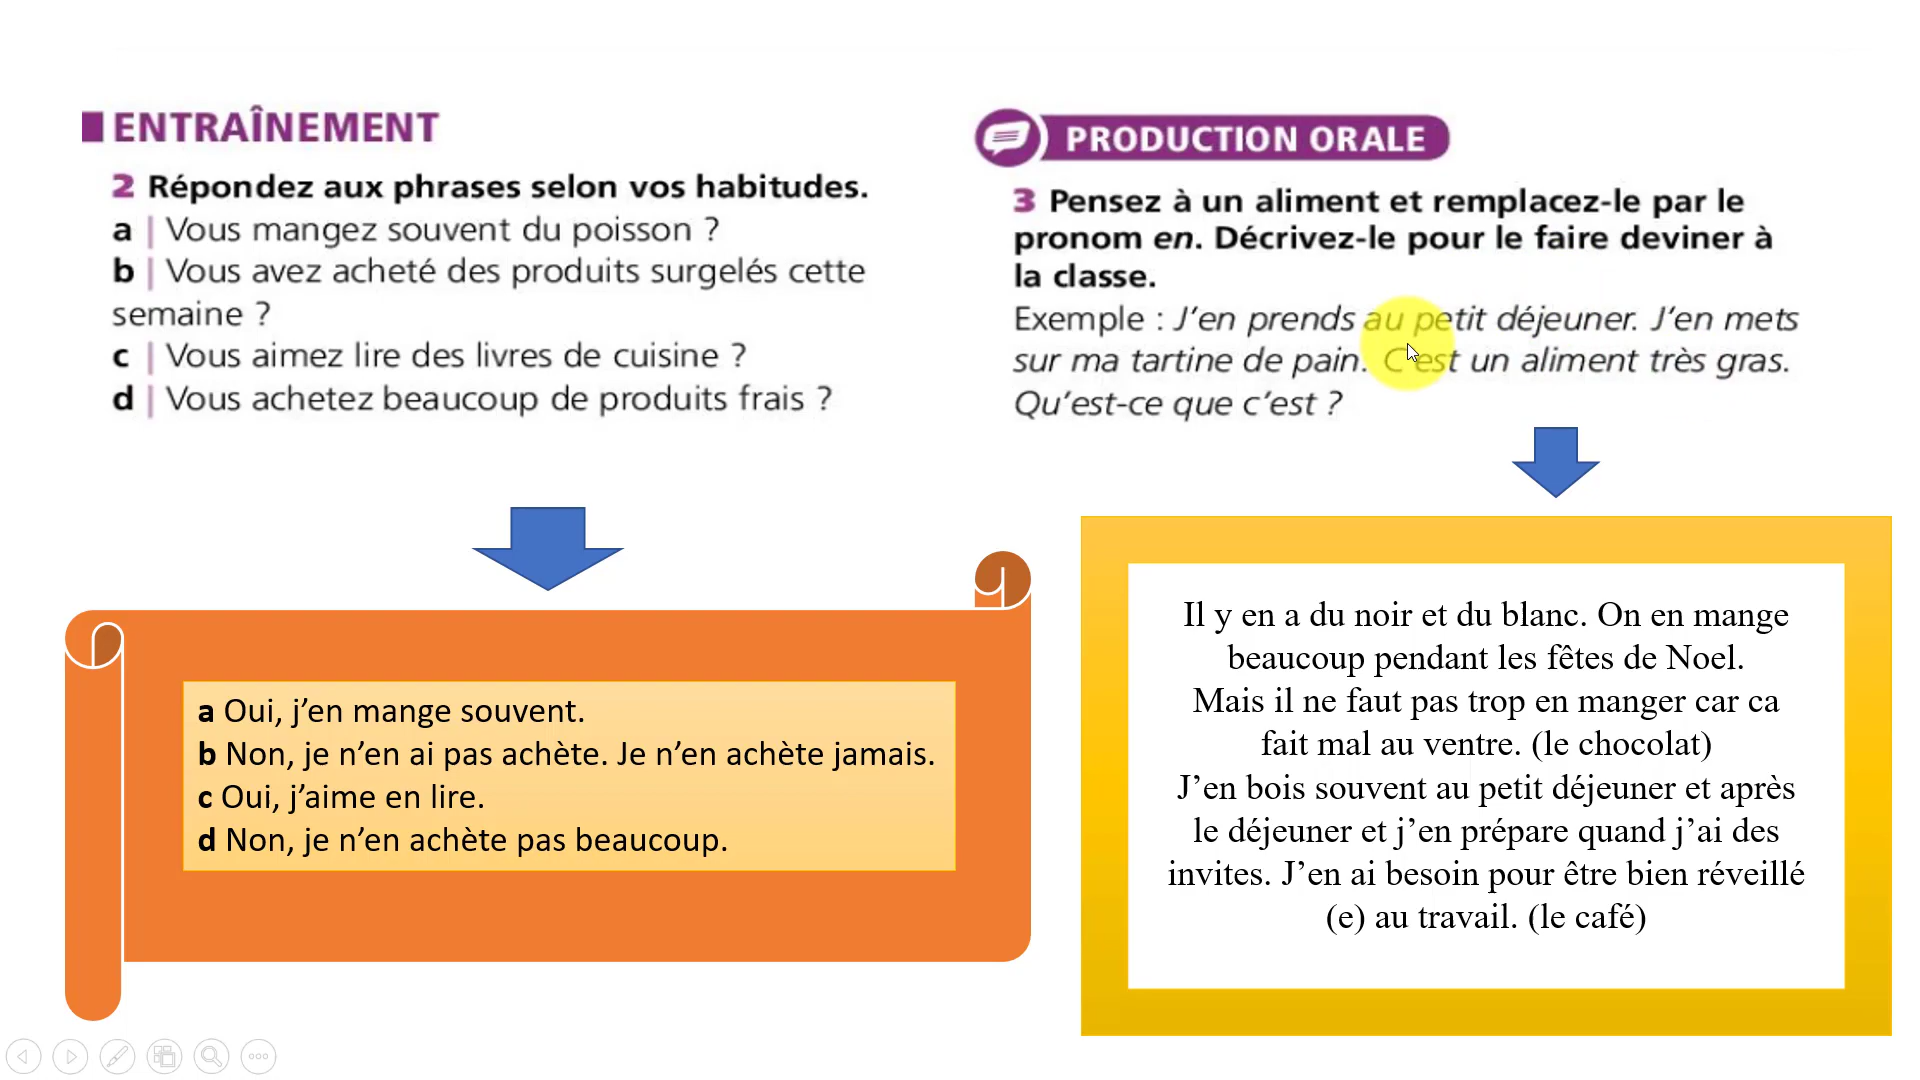 ENTRAÎNEMENT
2 Répondez aux phrases selon vos habitudes.
a | Vous mangez souvent du poisson ?
b | Vous avez acheté des produits surgelés cette
semaine ?
c | Vous aimez lire des livres de cuisine ?
d | Vous achetez beaucoup de produits frais ?
a Oui, j’en mange souvent.
b Non, je n’en ai pas achète. Je n’en achète jamais.
c Oui, j’aime en lire.
d Non, je n’en achète pas beaucoup.
PRODUCTION ORALE
3 Pensez à un aliment et remplacez-le par le
pronom en. Décrivez-le pour le faire deviner à
la classe.
Exemple : J’en prends au petit déjeuner. J’en mets
sur ma tartine de pain. C’est un aliment très gras.
Qu’est-ce que c’est ?
Il y en a du noir et du blanc. On en mange
beaucoup pendant les fêtes de Noel.
Mais il ne faut pas trop en manger car ca
fait mal au ventre. (le chocolat)
J’en bois souvent au petit déjeuner et après
le déjeuner et j’en prépare quand j’ai des
invites. J’en ai besoin pour être bien réveillé
(e) au travail. (le café)